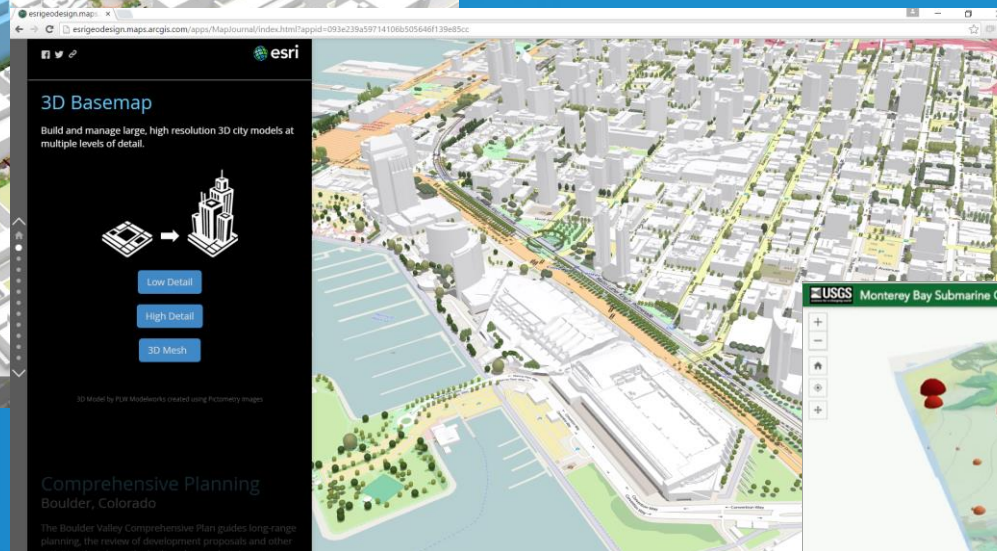 esrigeodesign.maps.
esrigeodesign.maps.arcgis.com/apps/MapJournal/index.html?appid=093e239a59714106b505646f139e85cc
esri
3D Basemap
Build and manage large, high resolution 3D city models at
multiple levels of detail.
Low Detail
High Detail
3D Mesh
3D Model by PLW Modelworks created using Pictometry images
Comprehensive Planning
Boulder, Colorado
The Boulder Valley Comprehensive Plan guides long-range
planning, the review of development proposals and other
USGS Monterey Bay Submarine
Convention Way